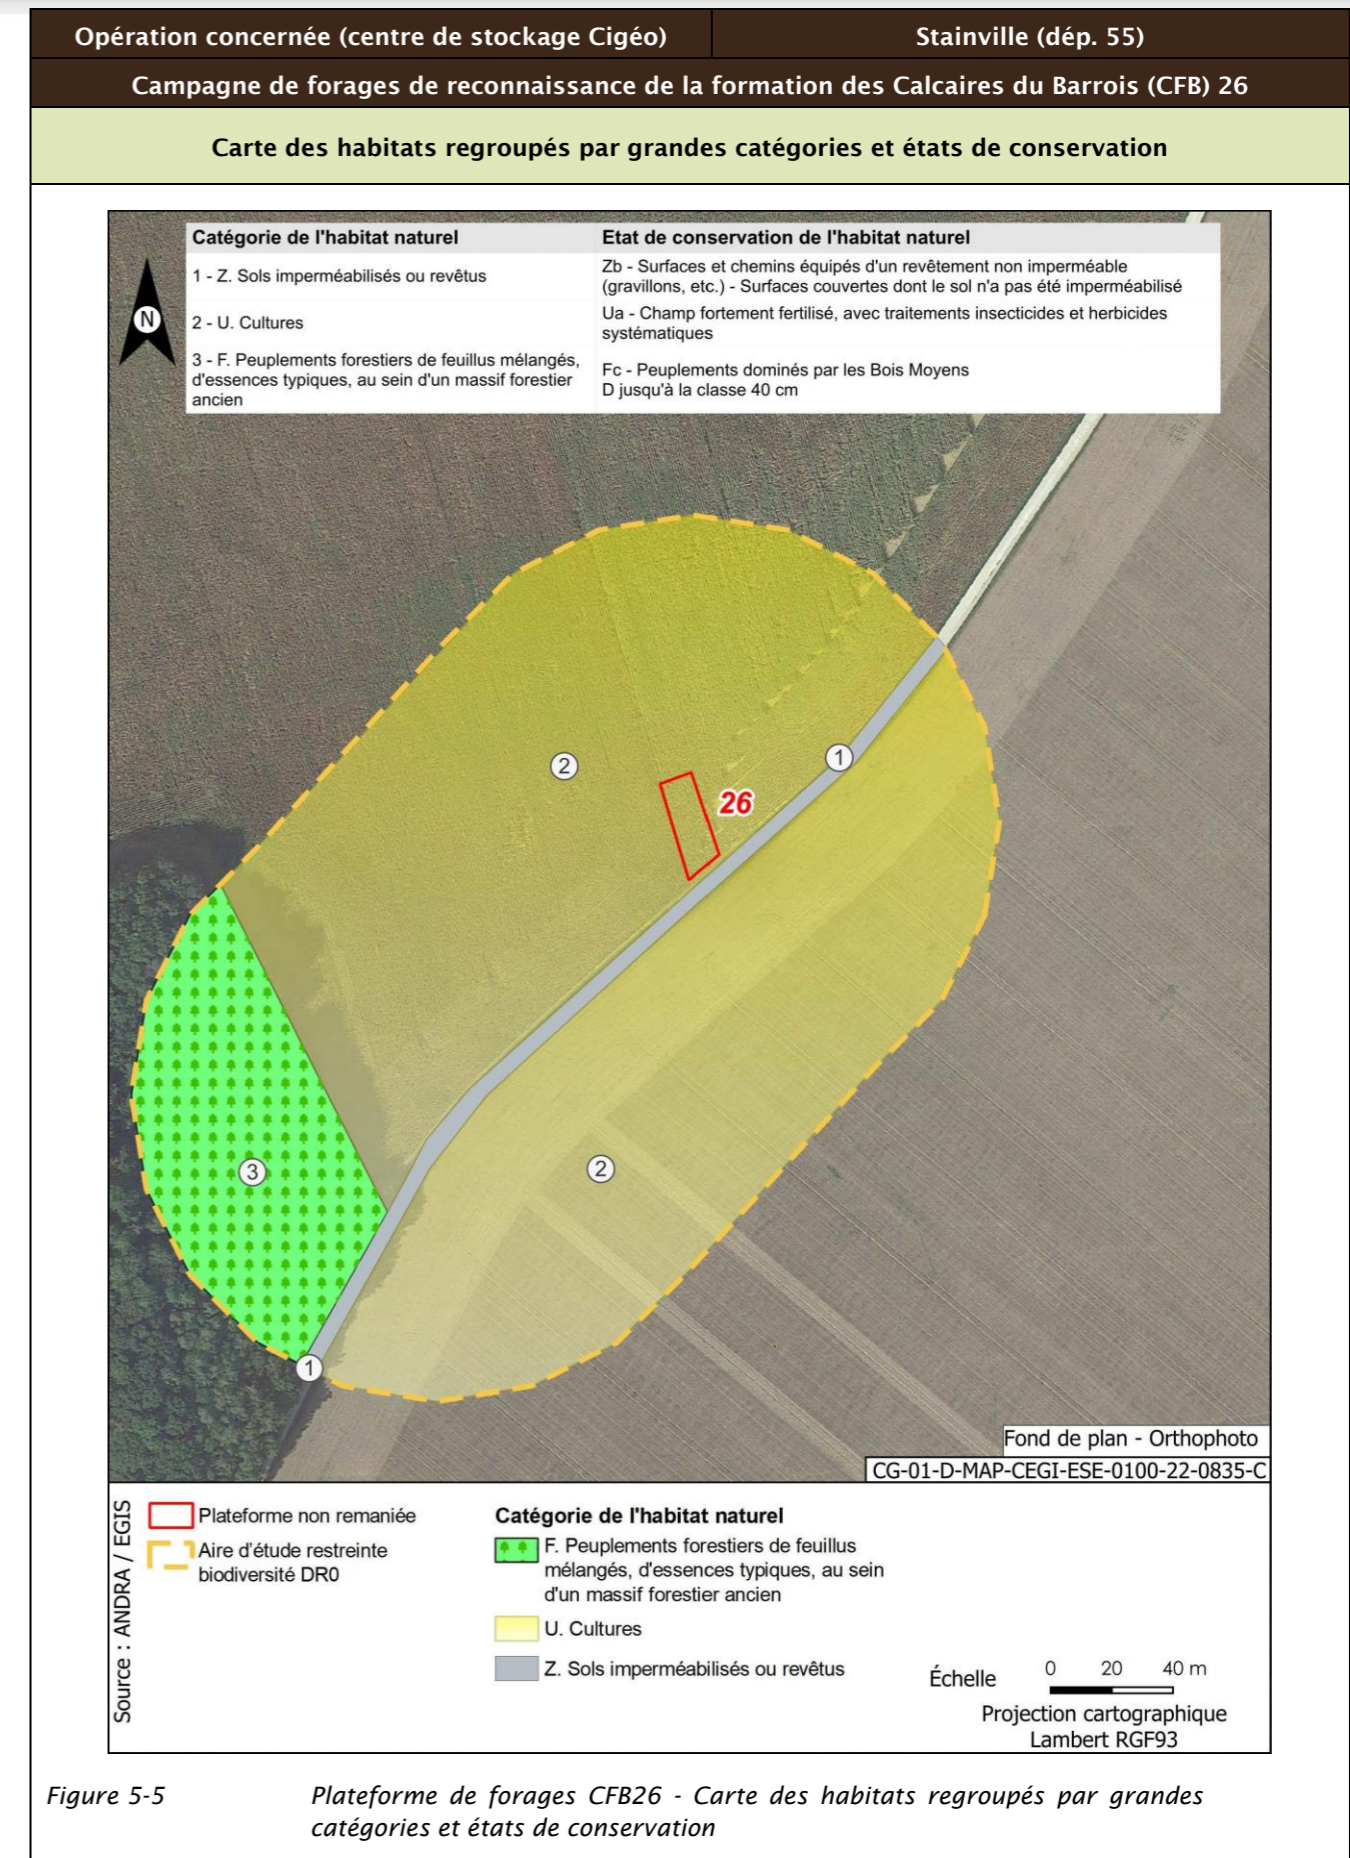 Opération concernée (centre de stockage Cigéo)
Stainville (dép. 55)
Campagne de forages de reconnaissance de la formation des Calcaires du Barrois (CFB) 26
Carte des habitats regroupés par grandes catégories et états de conservation
Catégorie de l'habitat naturel
Etat de conservation de l'habitat naturel
1 - Z. Sols imperméabilisés ou revêtus
Zb - Surfaces et chemins équipés d'un revêtement non imperméable
(gravillons, etc.) - Surfaces couvertes dont le sol n'a pas été imperméabilisé
2 - U. Cultures
Ua - Champ fortement fertilisé, avec traitements insecticides et herbicides
systématiques
3 - F. Peuplements forestiers de feuillus mélangés,
d'essences typiques, au sein d'un massif forestier
ancien
Fc - Peuplements dominés par les Bois Moyens
D jusqu'à la classe 40 cm
N
2
1
26
3
2
1
Fond de plan - Orthophoto
CG-01-D-MAP-CEGI-ESE-0100-22-0835-C
Source : ANDRA / EGIS
Plateforme non remaniée
Aire d'étude restreinte
biodiversité DR0
Catégorie de l'habitat naturel
F. Peuplements forestiers de feuillus
mélangés, d'essences typiques, au sein
d'un massif forestier ancien
U. Cultures
Z. Sols imperméabilisés ou revêtus
Échelle
0 20 40 m
Projection cartographique
Lambert RGF93
Figure 5-5 Plateforme de forages CFB26 - Carte des habitats regroupés par grandes
catégories et états de conservation